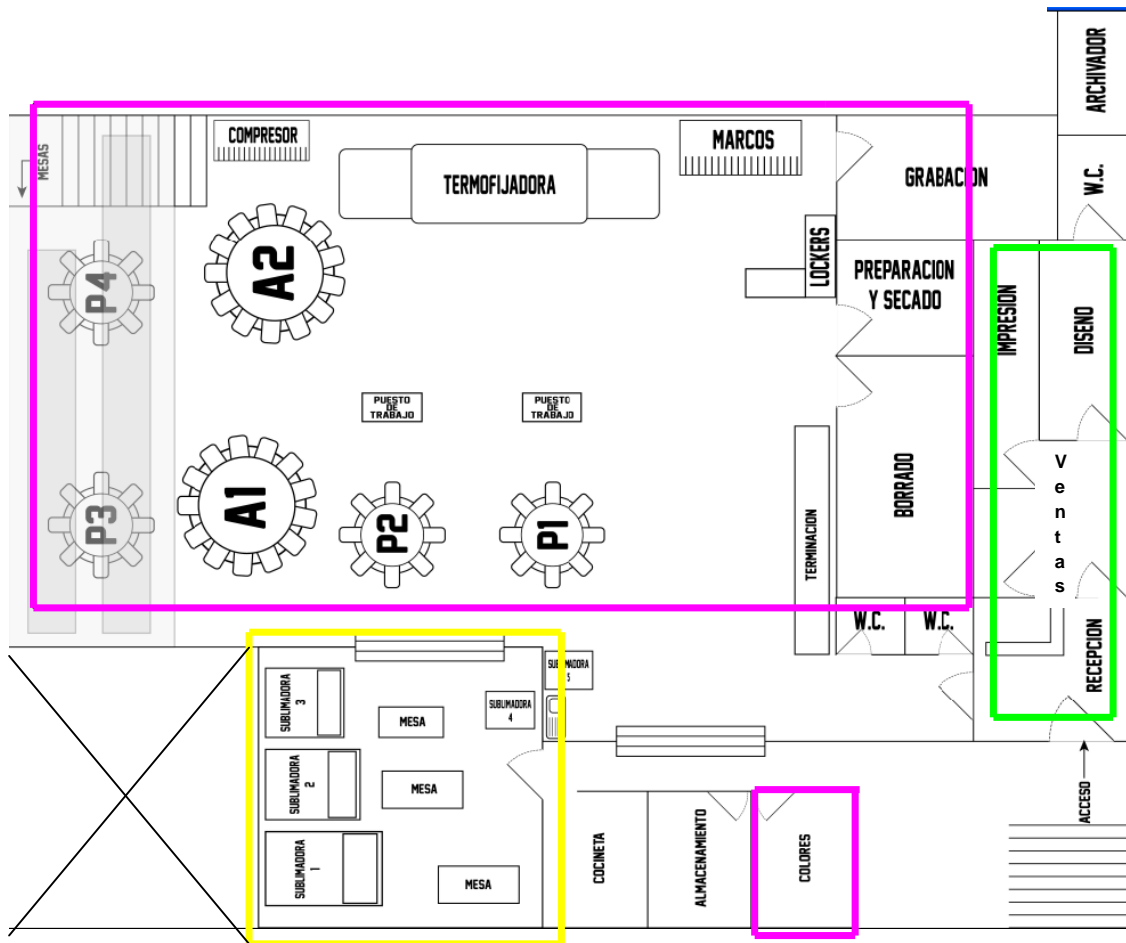 ARCHIVADOR
COMPRESOR
MARCOS
MESAS
TERMOFIJADORA
GRABACION
W.C.
A2
LOCKERS
PREPARACION
Y SECADO
P4
IMPRESION
DISEÑO
PUESTO
DE
TRABAJO
PUESTO
DE
TRABAJO
Ventas
BORRADO
A1
P3
P2
P1
TERMINACION
W.C.
W.C.
RECEPCION
SUBLIMADORA
3
SUBLIMADORA
4
SUBLIMADORA
5
MESA
SUBLIMADORA
2
MESA
ACCESO
SUBLIMADORA
1
MESA
COCINETA
ALMACENAMIENTO
COLORES